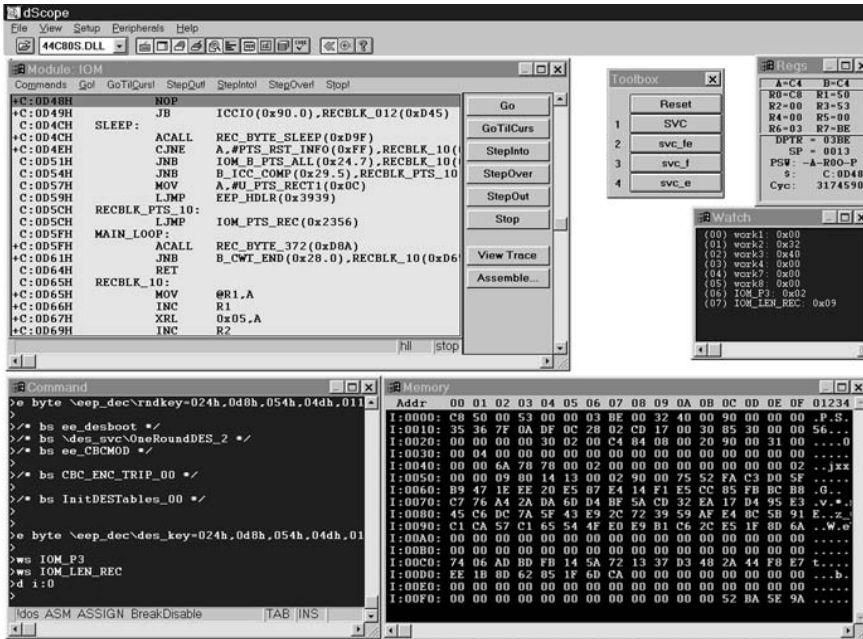 dScope
File View Setup Peripherals Help
44C80S.DLL
Module: IOM
Commands Go! GoTilCurs! StepOut! StepInto! StepOver! Stop!
+C:0D48H NOP
+C:0D49H JB ICCIO(0x90.0),RECBLK_012(0xD45)
C:0D4CH SLEEP:
+C:0D4CH ACALL REC_BYTE_SLEEP(0xD9F)
+C:0D4EH CJNE A,#PTS_RST_INFO(0xFF),RECBLK_10(
C:0D51H JNB IOM_B_PTS_ALL(0x24.7),RECBLK_10(
C:0D54H JNB B_ICC_COMP(0x29.5),RECBLK_PTS_10
C:0D57H MOV A,#U_PTS_RECT1(0x0C)
C:0D59H LJMP EEP_HDLR(0x3939)
C:0D5CH RECBLK_PTS_10:
C:0D5CH LJMP IOM_PTS_REC(0x2356)
C:0D5FH MAIN_LOOP:
+C:0D5FH ACALL REC_BYTE_372(0xD8A)
+C:0D61H JNB B_CWT_END(0x28.0),RECBLK_10(0xD6
C:0D64H RET
C:0D65H RECBLK_10:
+C:0D65H MOV @R1,A
+C:0D66H INC R1
+C:0D67H XRL 0x05,A
+C:0D69H INC R2
hll stop
Go
GoTilCurs
StepInto
StepOver
StepOut
Stop
View Trace
Assemble...
Toolbox
Reset
1 SVC
2 svc_fe
3 svc_f
4 svc_e
Regs
A=C4 B=C4
R0=C8 R1=50
R2=00 R3=53
R4=00 R5=00
R6=03 R7=BE
DPTR = 03BE
SP = 0013
PSW: -A-R00-P
$: C:0D48
Cyc: 3174590
Watch
(00) work1: 0x00
(01) work2: 0x32
(02) work3: 0x40
(03) work4: 0x00
(04) work7: 0x00
(05) work8: 0x00
(06) IOM_P3: 0x02
(07) IOM_LEN_REC: 0x09
Command
>e byte \eep_dec\rndkey=024h,0d8h,054h,04dh,011
>
>/* bs ee_desboot */
>/* bs \des_svc\OneRoundDES_2 */
>/* bs ee_CBCMOD */
>
>/* bs CBC_ENC_TRIP_00 */
>
>/* bs InitDESTables_00 */
>
>
>e byte \eep_dec\des_key=024h,0d8h,054h,04dh,01
>
>ws IOM_P3
>ws IOM_LEN_REC
>d i:0
>
!dos ASM ASSIGN BreakDisable TAB INS
Memory
Addr 00 01 02 03 04 05 06 07 08 09 0A 0B 0C 0D 0E 0F 01234
I:0000: C8 50 00 53 00 00 03 BE 00 32 40 00 90 00 00 00 .P.S.
I:0010: 35 36 7F 0A DF 0C 28 02 CD 17 00 30 85 30 00 00 56...
I:0020: 00 00 00 00 30 02 00 C4 84 08 00 20 90 00 31 00 ....0
I:0030: 00 04 00 00 00 00 00 00 00 00 00 00 00 00 00 00 .....
I:0040: 00 00 6A 78 78 00 02 00 00 00 00 00 00 00 00 02 ..jxx
I:0050: 00 00 09 80 14 13 00 02 90 00 75 52 FA C3 D0 5F .....
I:0060: B9 47 1E EE 20 E5 87 E4 14 F1 E5 CC 85 FB BC B8 .G..
I:0070: C7 76 A4 2A DA 6D D4 BF 5A CD 32 EA 17 D4 95 E3 .v.*.
I:0080: 45 C6 DC 7A 5F 43 E9 2C 72 39 59 AF E4 8C 5B 91 E..z_
I:0090: C1 CA 57 C1 65 54 4F E0 E9 B1 C6 2C E5 1F 8D 6A ..W.e
I:00A0: 00 00 00 00 00 00 00 00 00 00 00 00 00 00 00 00 .....
I:00B0: 00 00 00 00 00 00 00 00 00 00 00 00 00 00 00 00 .....
I:00C0: 74 06 AD BD FB 14 5A 72 13 37 D3 48 2A 44 F8 E7 t....
I:00D0: EE 1B 8D 62 85 1F 6D CA 00 00 00 00 00 00 00 00 ...b.
I:00E0: 00 00 00 00 00 00 00 00 00 00 00 00 00 00 00 00 .....
I:00F0: 00 00 00 00 00 00 00 00 00 00 00 00 52 BA 5E 9A .....